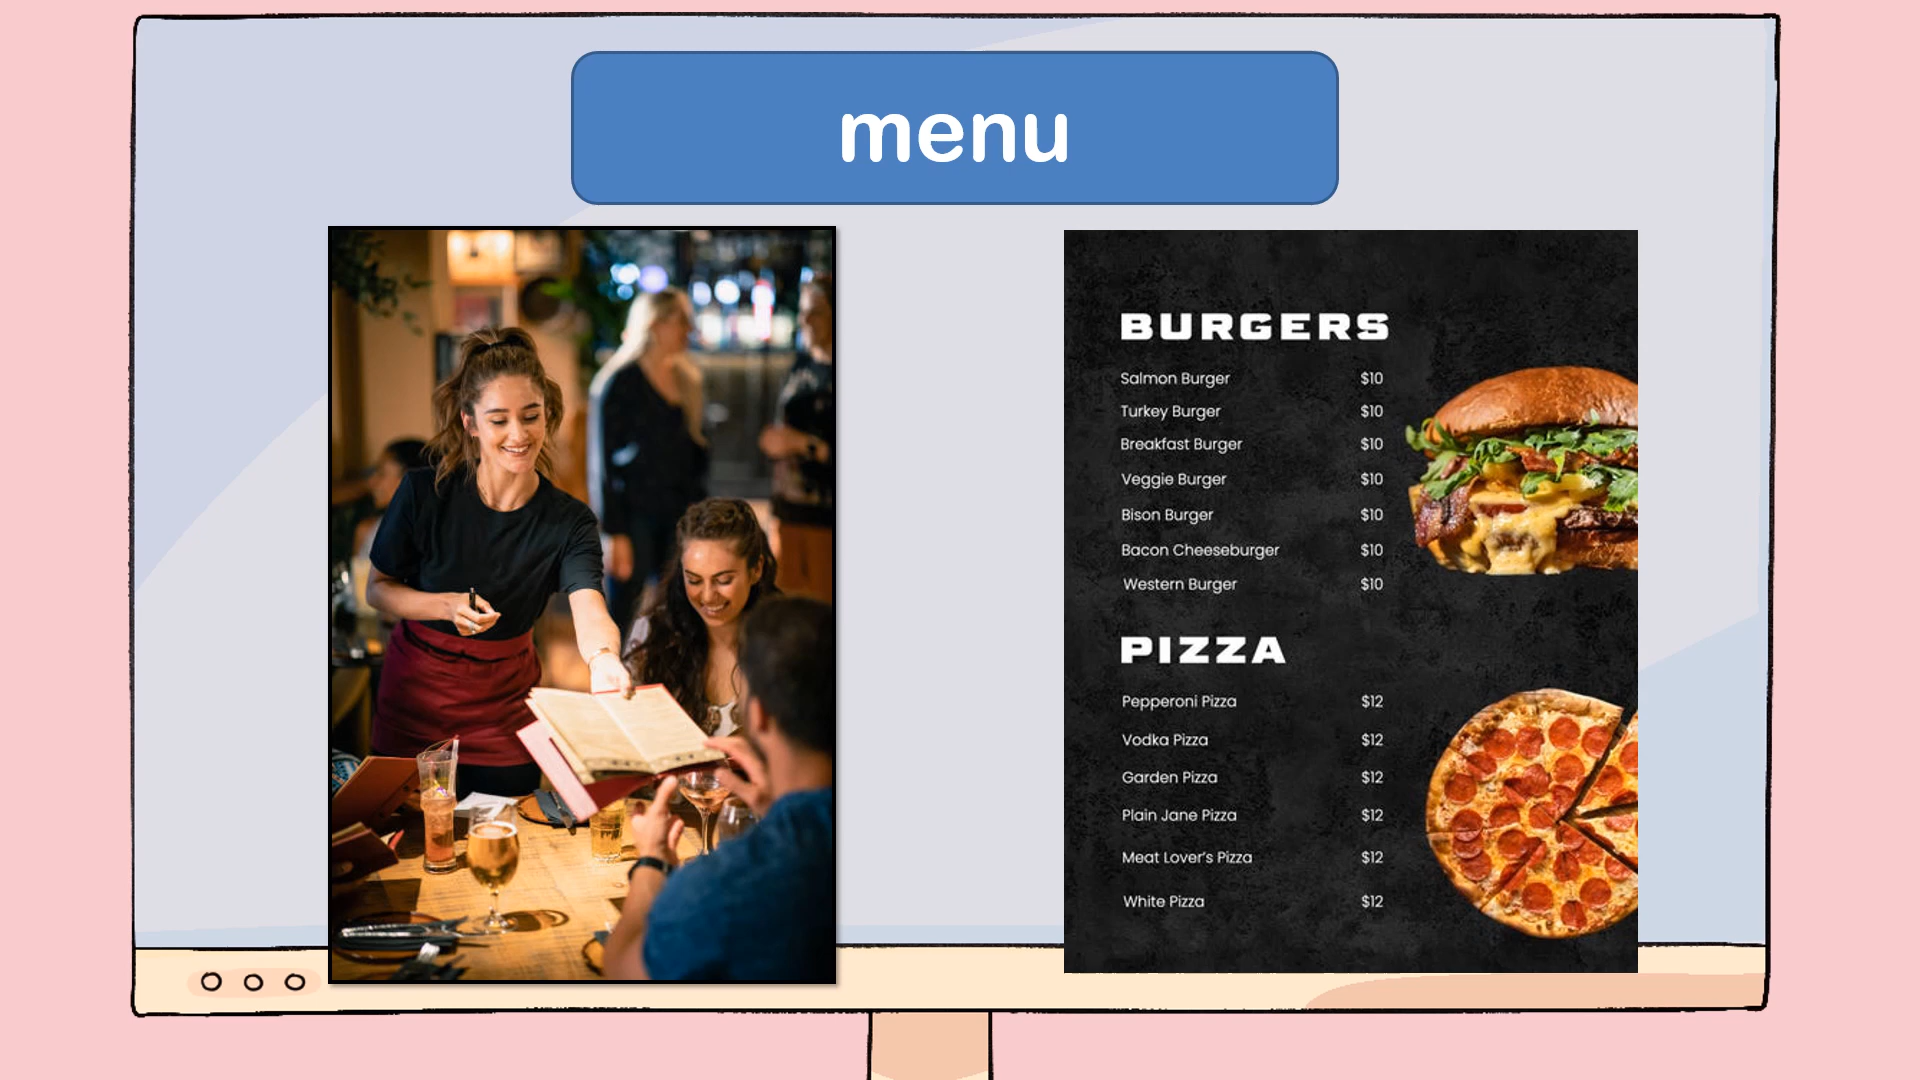 menu
BURGERS
Salmon Burger $10
Turkey Burger $10
Breakfast Burger $10
Veggie Burger $10
Bison Burger $10
Bacon Cheeseburger $10
Western Burger $10
PIZZA
Pepperoni Pizza $12
Vodka Pizza $12
Garden Pizza $12
Plain Jane Pizza $12
Meat Lover's Pizza $12
White Pizza $12